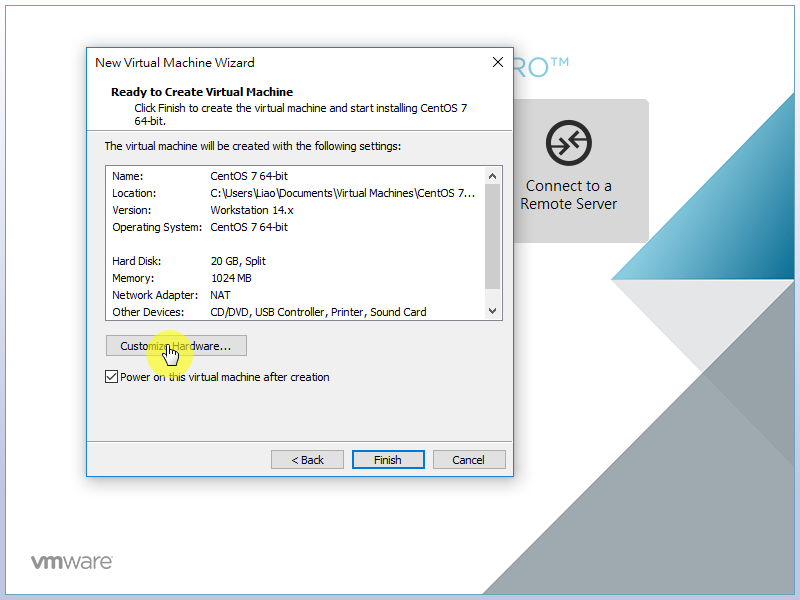 New Virtual Machine Wizard
RO™
Ready to Create Virtual Machine
Click Finish to create the virtual machine and start installing CentOS 7
64-bit.
The virtual machine will be created with the following settings:
Name: CentOS 7 64-bit
Location: C:\Users\Liao\Documents\Virtual Machines\CentOS 7...
Version: Workstation 14.x
Operating System: CentOS 7 64-bit
Hard Disk: 20 GB, Split
Memory: 1024 MB
Network Adapter: NAT
Other Devices: CD/DVD, USB Controller, Printer, Sound Card
Connect to a
Remote Server
Customize Hardware...
Power on this virtual machine after creation
< Back Finish Cancel
vmware